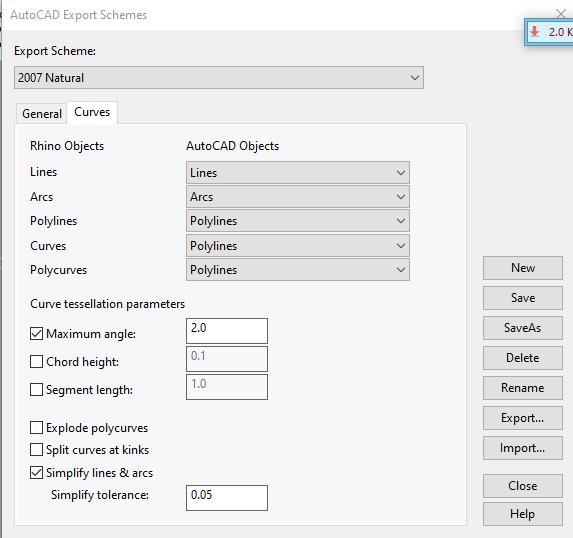 AutoCAD Export Schemes
2.0 K
Export Scheme:
2007 Natural
General Curves
Rhino Objects AutoCAD Objects
Lines Lines
Arcs Arcs
Polylines Polylines
Curves Polylines
Polycurves Polylines
Curve tessellation parameters
Maximum angle: 2.0
Chord height: 0.1
Segment length: 1.0
Explode polycurves
Split curves at kinks
Simplify lines & arcs
Simplify tolerance: 0.05
New
Save
SaveAs
Delete
Rename
Export...
Import...
Close
Help